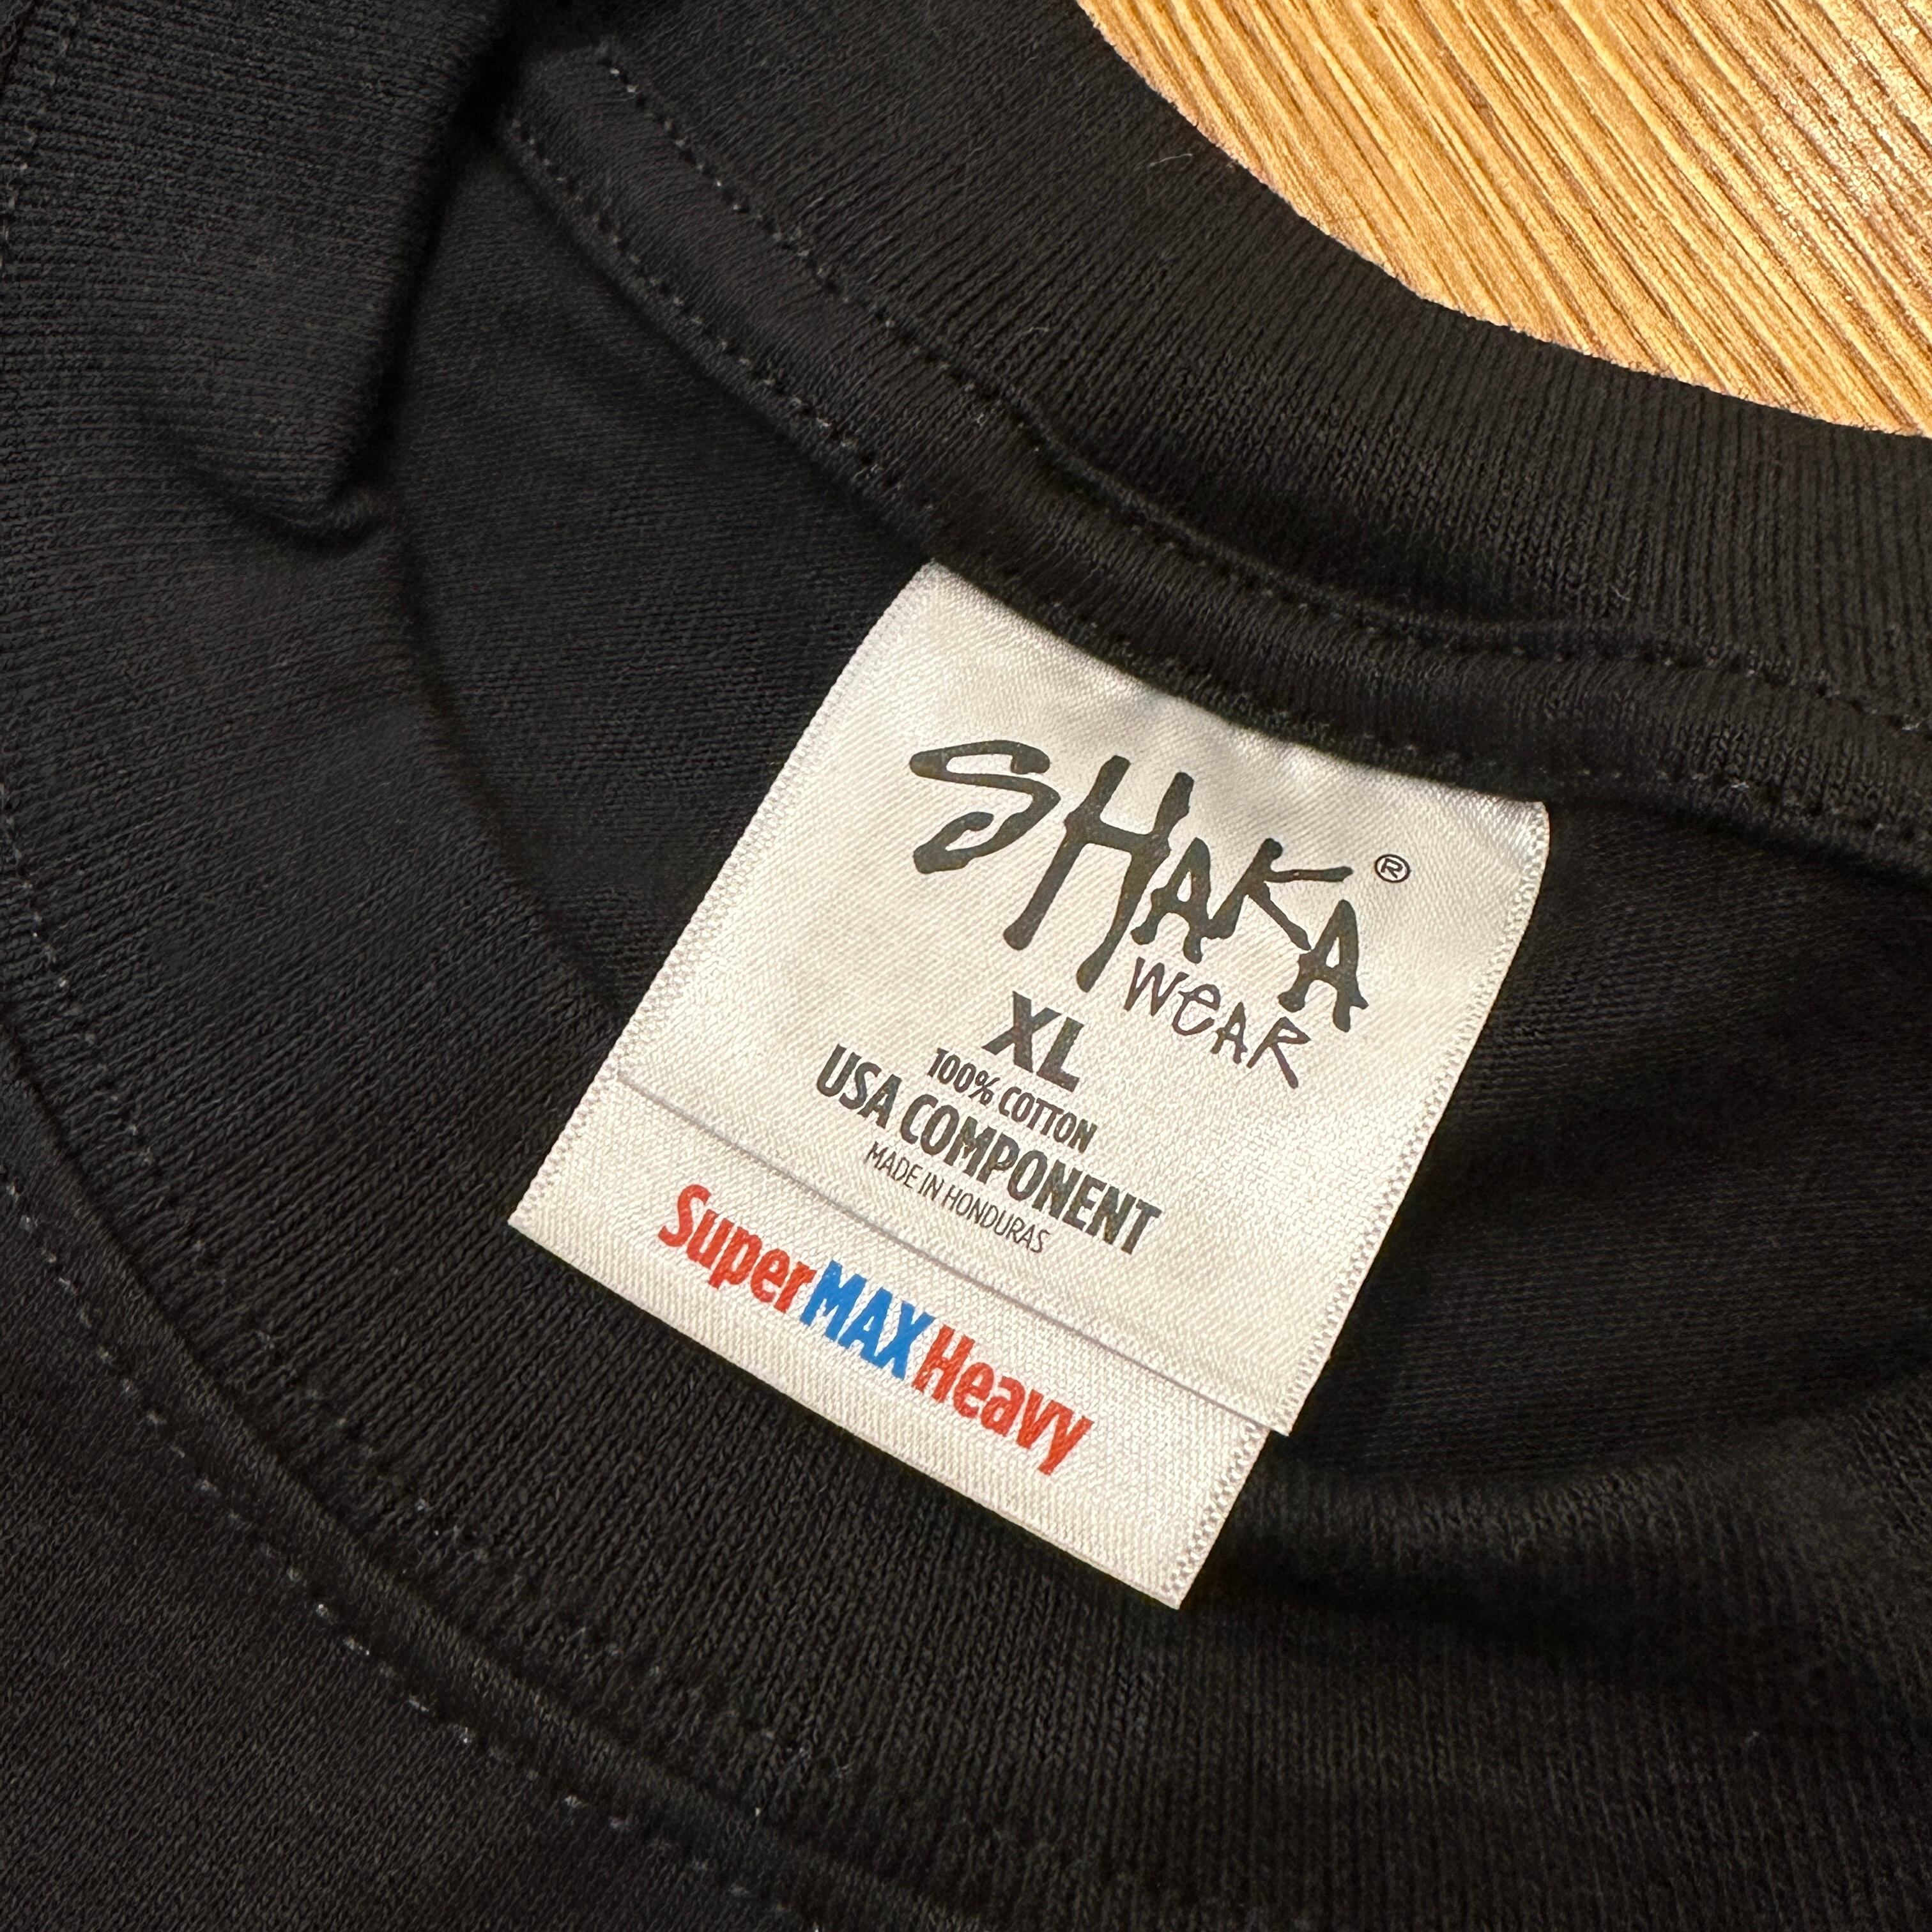 SHAKA®
WEAR
XL
100% COTTON
USA COMPONENT
MADE IN HONDURAS
SuperMAXHeavy